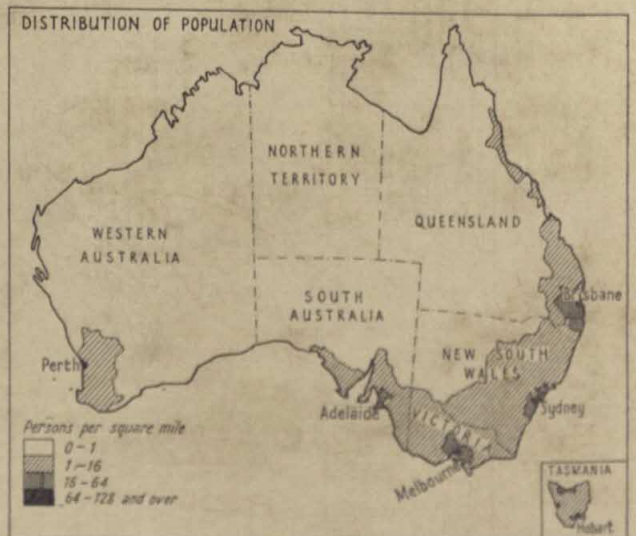 DISTRIBUTION OF POPULATION
NORTHERN
TERRITORY
QUEENSLAND
WESTERN
AUSTRALIA
SOUTH
AUSTRALIA
Brisbane
NEW SOUTH
WALES
Perth
Adelaide
VICTORIA
Sydney
Melbourne
Persons per square mile
0-1
1-16
16-64
64-128 and over
TASMANIA
Hobart